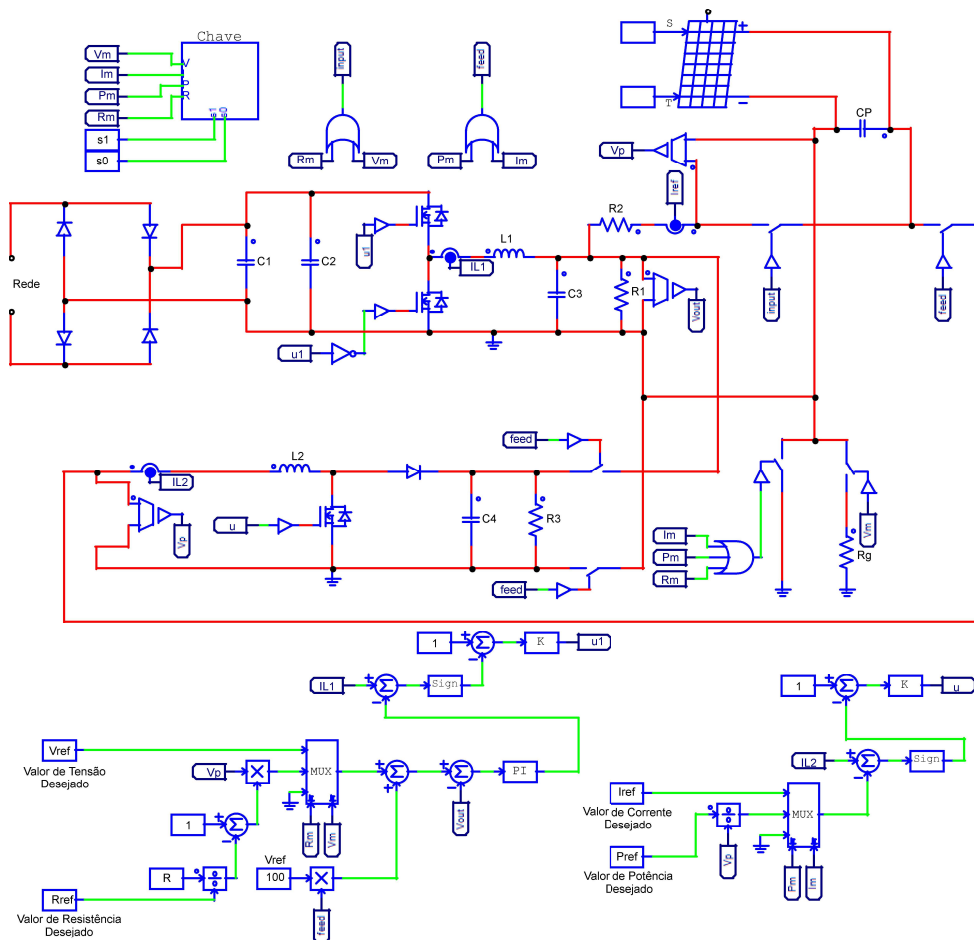 Chave
Vm
Im
Pm
Rm
s1
s0
V
R
s1
s0
input
feed
Rm
Vm
Pm
Im
S
T
+
−
CP
Vp
Iref
R2
Rede
C1
C2
u1
IL1
L1
C3
R1
Vout
input
feed
u1
feed
L2
IL2
Vp
u
C4
R3
feed
Im
Pm
Rm
Vm
Rg
1
+
−
Σ
K
u1
IL1
+
−
Σ
Sign
1
+
−
Σ
K
u
IL2
+
−
Σ
Sign
Vref
Valor de Tensão
Desejado
Vp
×
MUX
+
+
Σ
−
Σ
PI
Vout
Rm
Vm
1
+
−
Σ
R
÷
Rref
Valor de Resistência
Desejado
Vref
100
×
feed
Iref
Valor de Corrente
Desejado
Pref
Valor de Potência
Desejado
÷
Vp
MUX
Pm
Im